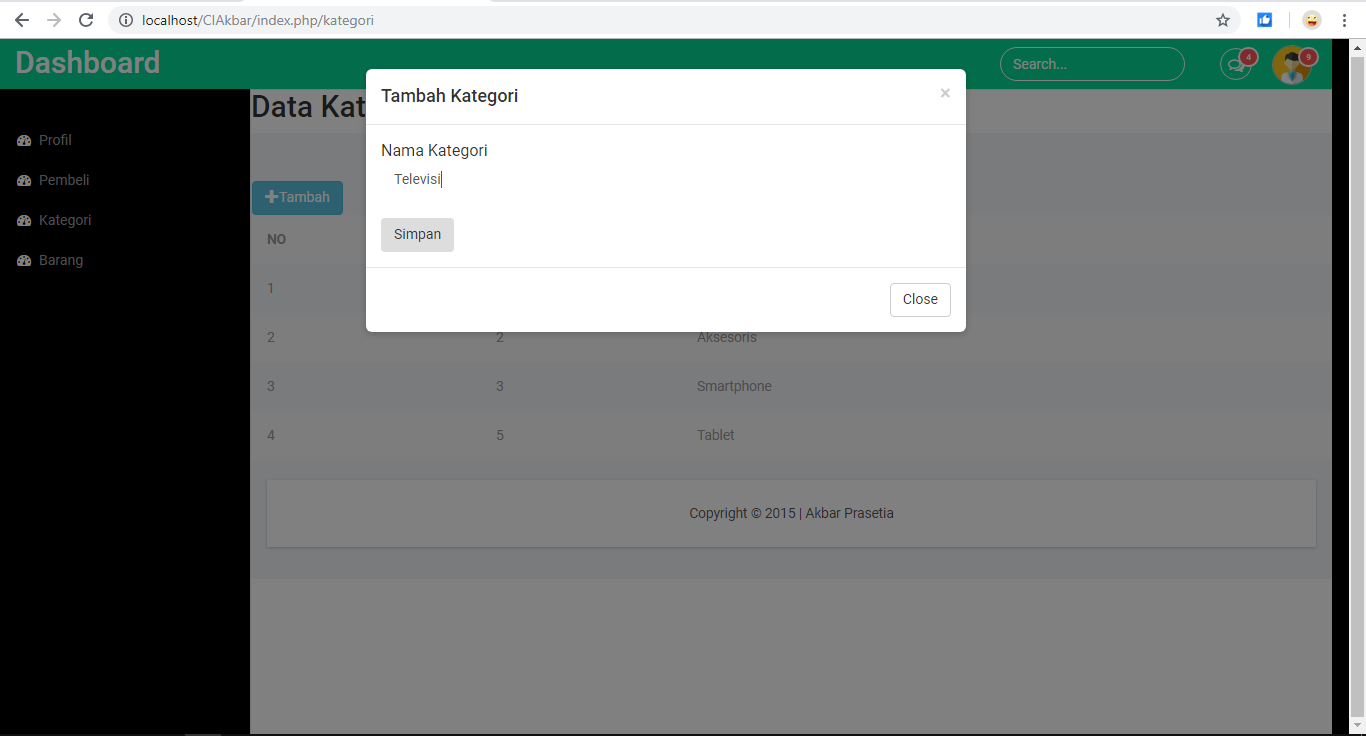 localhost/CIAkbar/index.php/kategori
Dashboard
Search...
4
9
Tambah Kategori
×
Data Kat
Profil
Pembeli
Kategori
Barang
Nama Kategori
Televisi
Tambah
Simpan
NO
Close
1
2 2 Aksesoris
3 3 Smartphone
4 5 Tablet
Copyright © 2015 | Akbar Prasetia